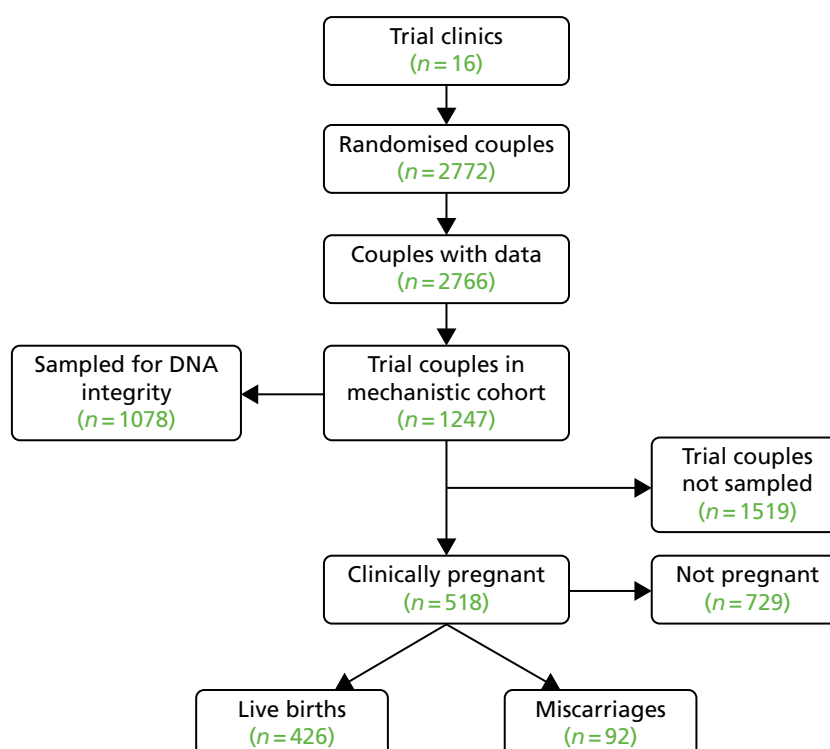 Trial clinics
(n = 16)
Randomised couples
(n = 2772)
Couples with data
(n = 2766)
Sampled for DNA
integrity
(n = 1078)
Trial couples in
mechanistic cohort
(n = 1247)
Trial couples
not sampled
(n = 1519)
Clinically pregnant
(n = 518)
Not pregnant
(n = 729)
Live births
(n = 426)
Miscarriages
(n = 92)